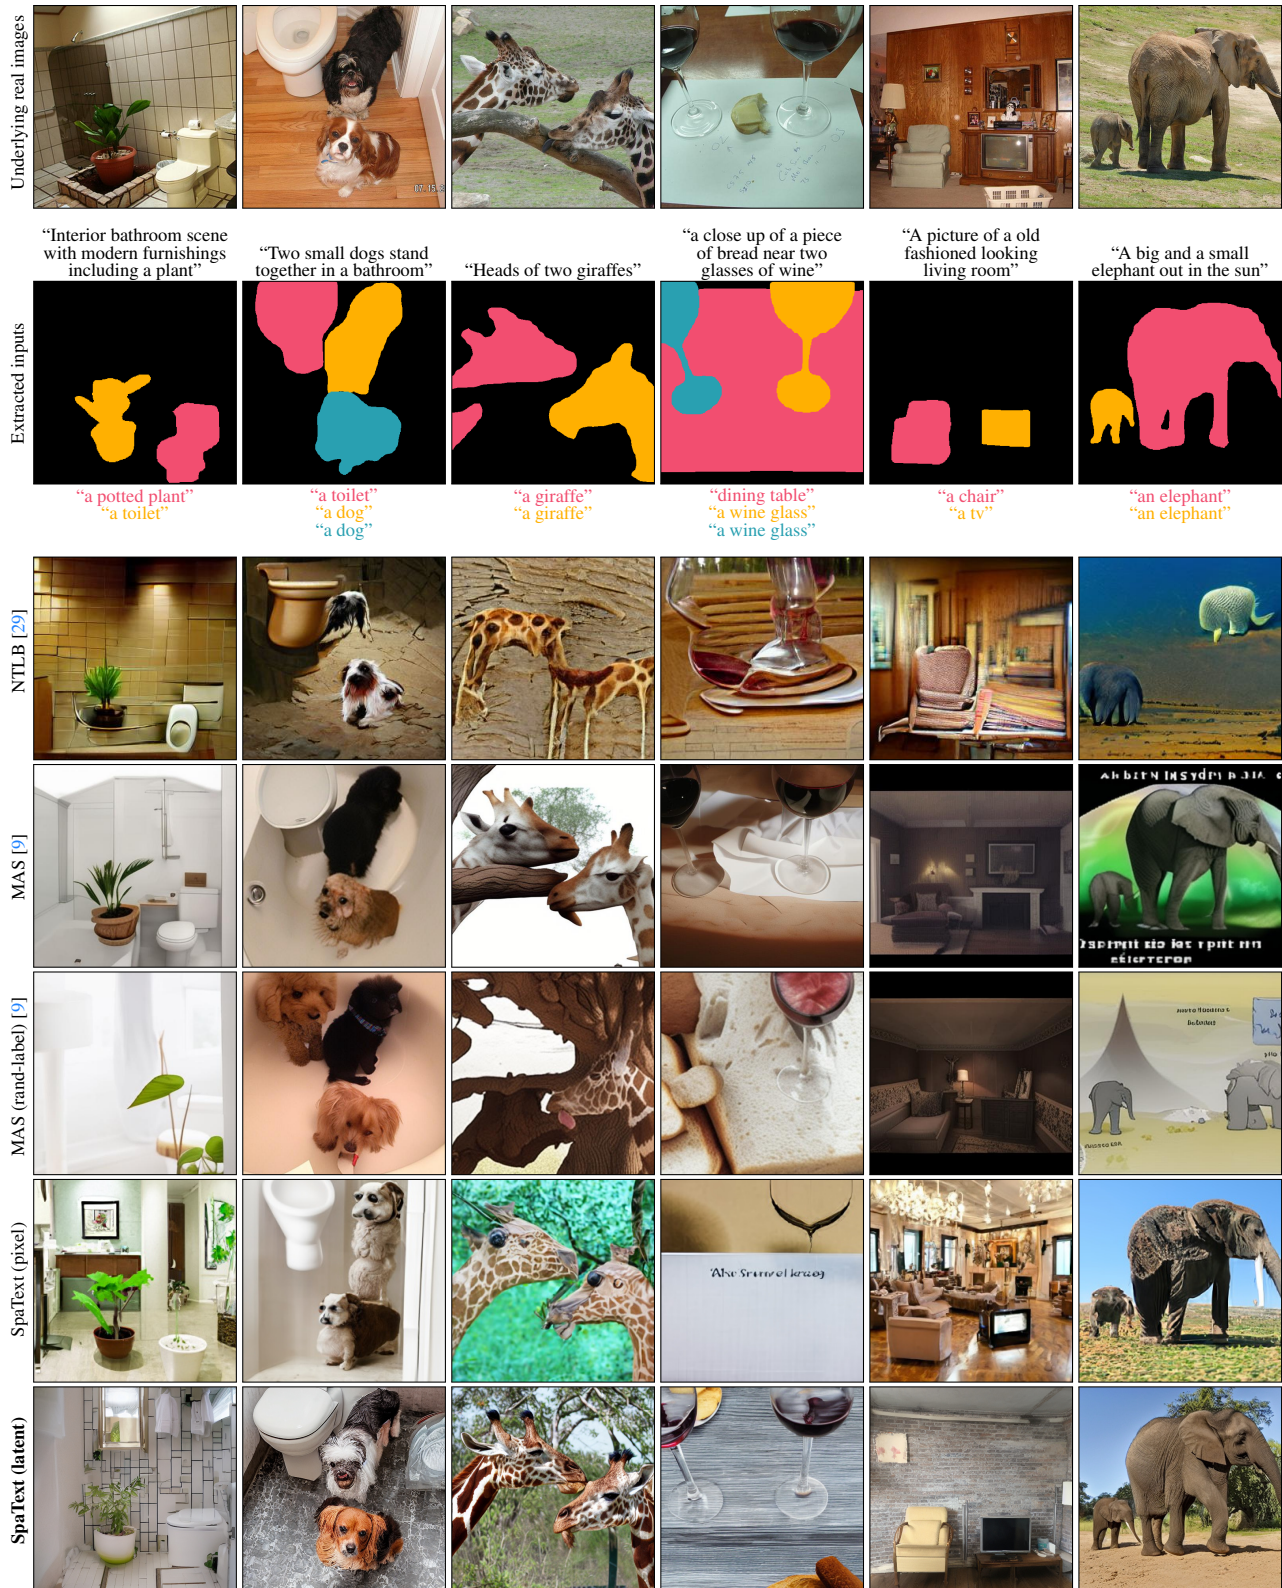 Underlying real images
07.15.
“Interior bathroom scene
with modern furnishings
including a plant”
“Two small dogs stand
together in a bathroom”
“Heads of two giraffes”
“a close up of a piece
of bread near two
glasses of wine”
“A picture of a old
fashioned looking
living room”
“A big and a small
elephant out in the sun”
Extracted inputs
“a potted plant”
“a toilet”
“a toilet”
“a dog”
“a dog”
“a giraffe”
“a giraffe”
“dining table”
“a wine glass”
“a wine glass”
“a chair”
“a tv”
“an elephant”
“an elephant”
NTLB [29]
MAS [9]
MAS (rand-label) [9]
SpaText (pixel)
SpaText (latent)